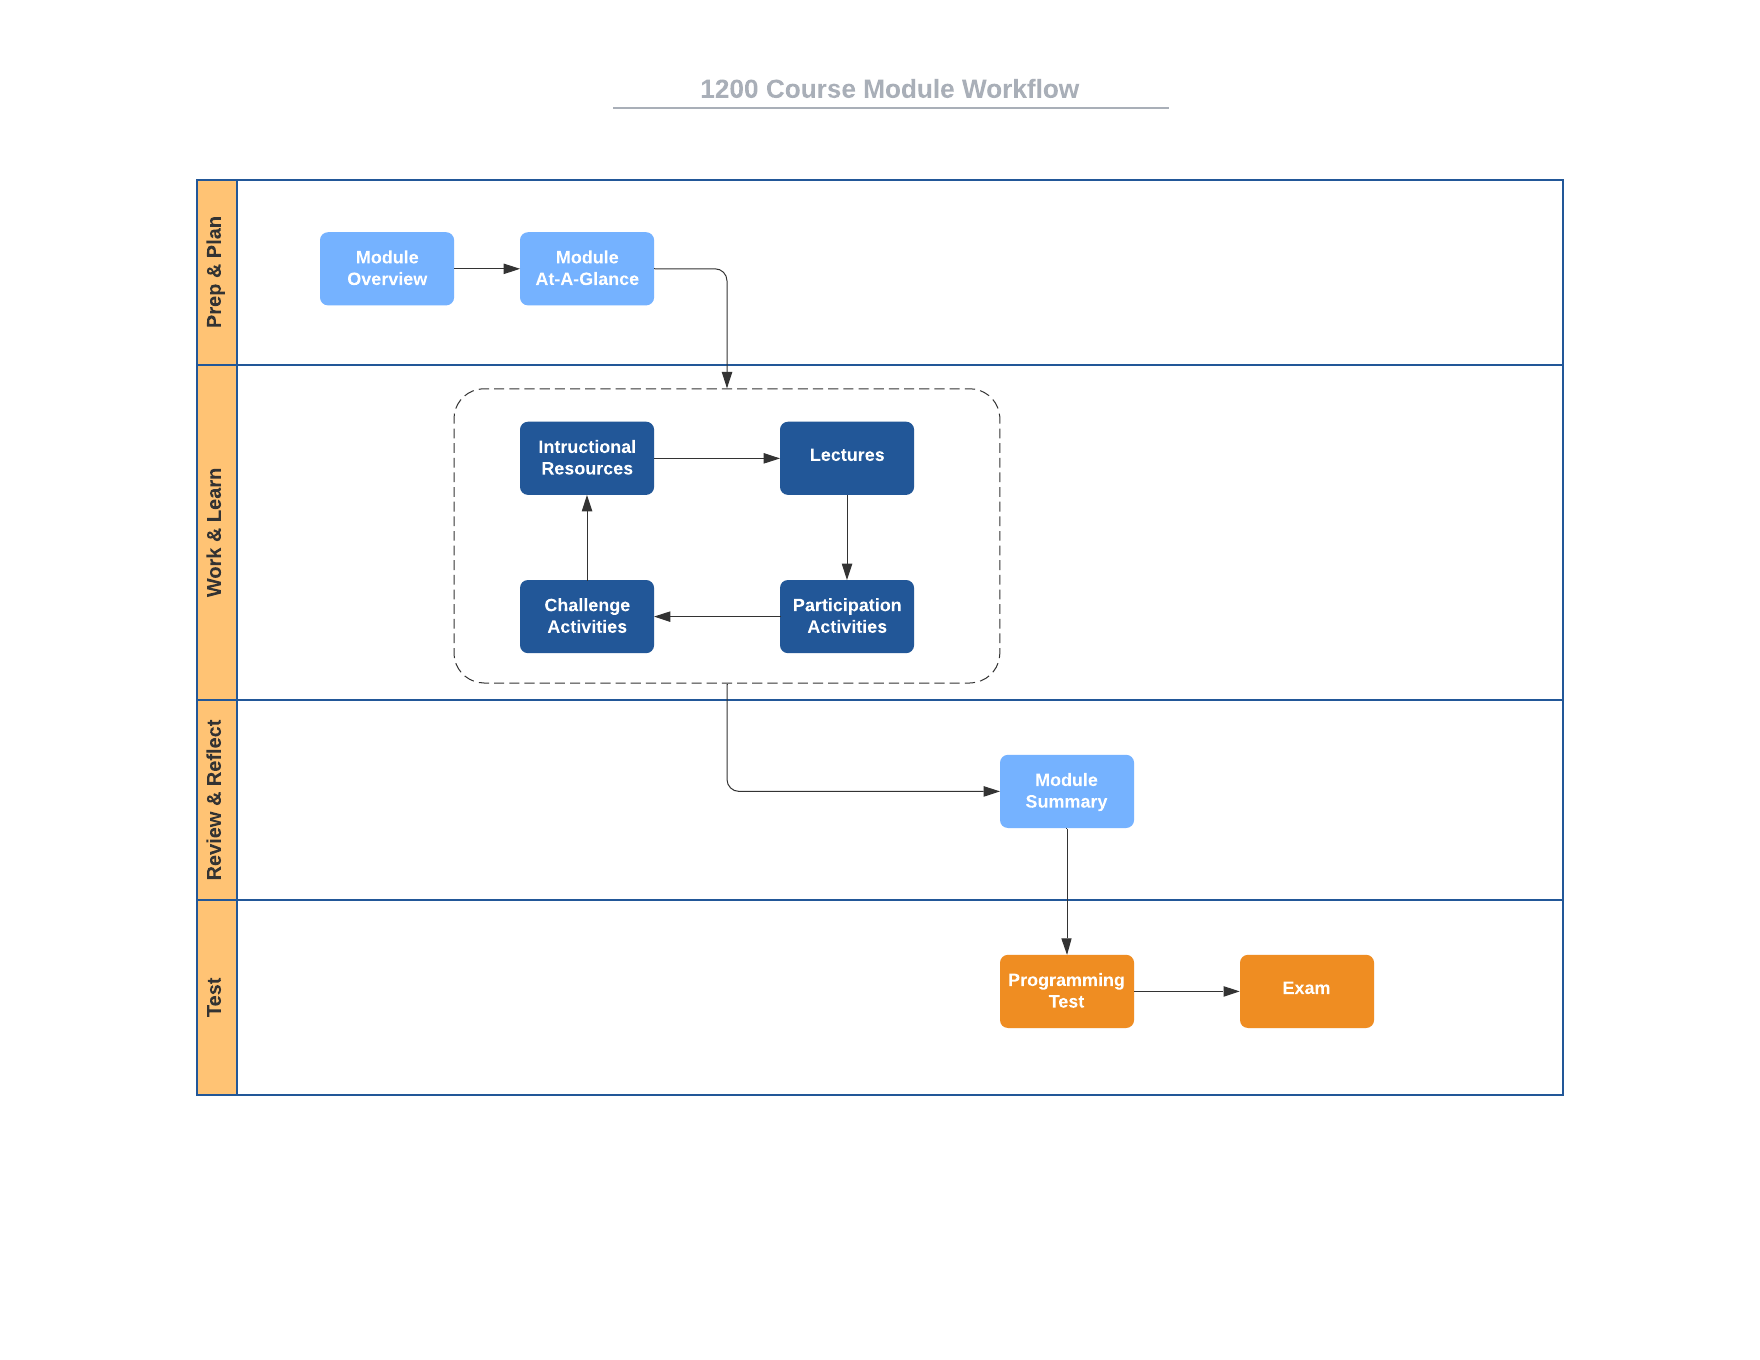 1200 Course Module Workflow
Prep & Plan
Module
Overview
Module
At-A-Glance
Work & Learn
Intructional
Resources
Lectures
Challenge
Activities
Participation
Activities
Review & Reflect
Module
Summary
Test
Programming
Test
Exam